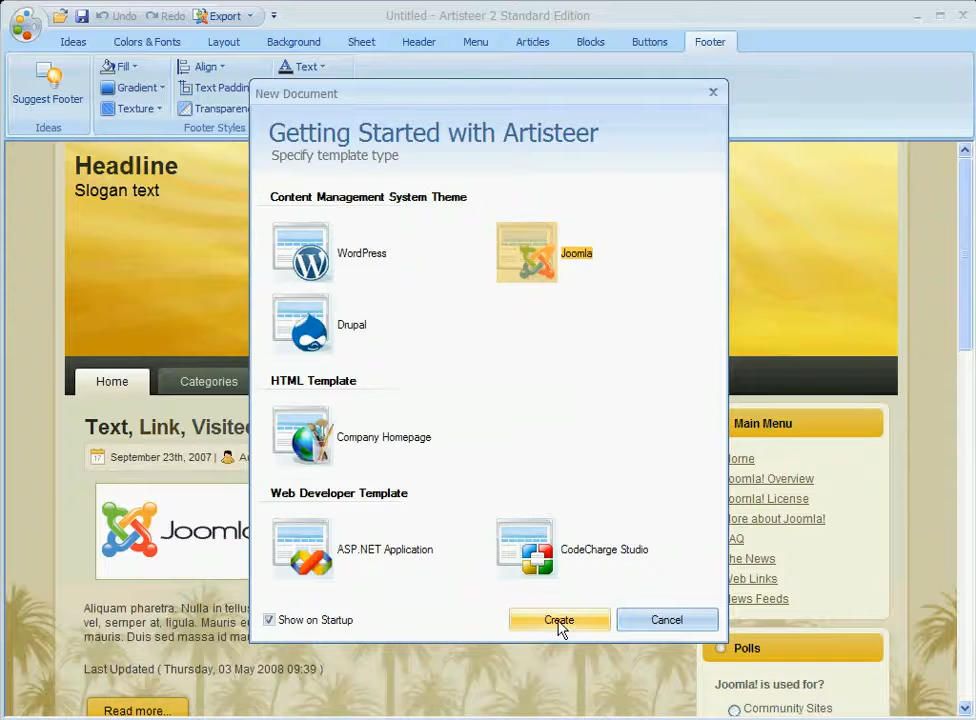 Undo Redo Export Untitled - Artisteer 2 Standard Edition
Ideas Colors & Fonts Layout Background Sheet Header Menu Articles Blocks Buttons Footer
Suggest Footer
Ideas
Fill
Gradient
Texture
Align
Text Paddin
Transparen
Text
Footer Styles
New Document
Getting Started with Artisteer
Specify template type
Content Management System Theme
WordPress
Joomla
Drupal
HTML Template
Company Homepage
Web Developer Template
ASP.NET Application
CodeCharge Studio
Show on Startup
Create
Cancel
Headline
Slogan text
Home
Categories
Text, Link, Visite
September 23th, 2007 | Au
Joomla
Aliquam pharetra. Nulla in tellus
vel, semper at, ligula. Mauris eu
mauris. Duis sed massa id mau
Last Updated ( Thursday, 03 May 2008 09:39 )
Read more...
Main Menu
ome
oomla! Overview
oomla! License
ore about Joomla!
AQ
he News
Web Links
ews Feeds
Polls
Joomla! is used for?
Community Sites